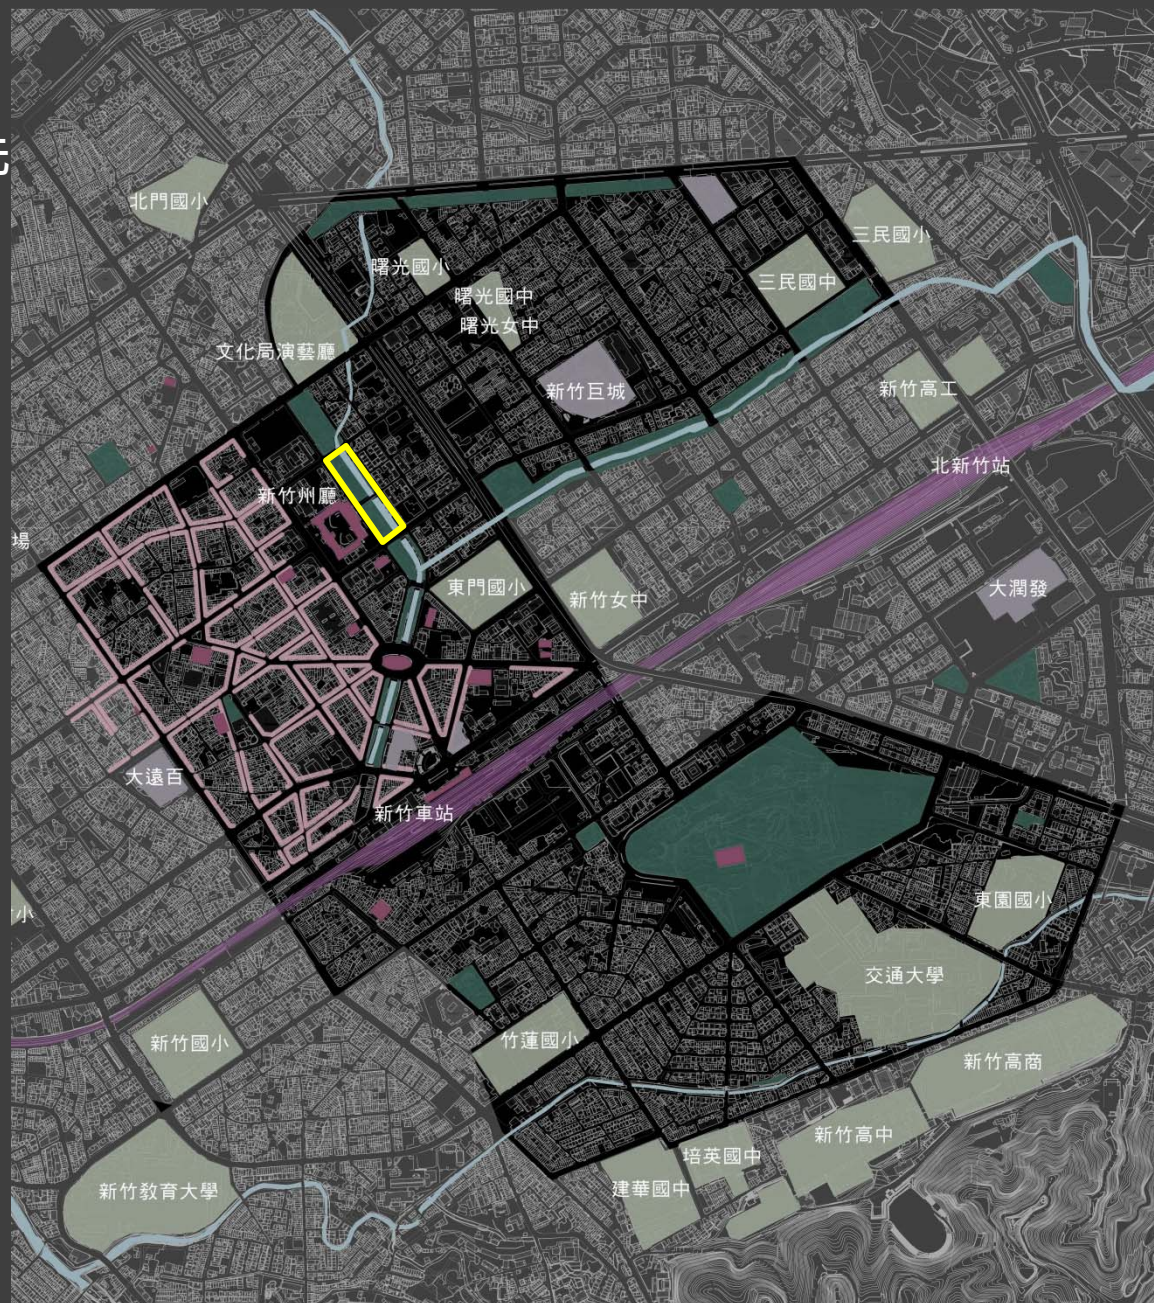 北門國小
三民國小
曙光國小
三民國中
曙光國中
曙光女中
文化局演藝廳
新竹巨城
新竹高工
北新竹站
新竹州廳
場
東門國小
新竹女中
大潤發
大遠百
新竹車站
東園國小
小
交通大學
竹蓮國小
新竹國小
新竹高商
新竹高中
培英國中
建華國中
新竹教育大學